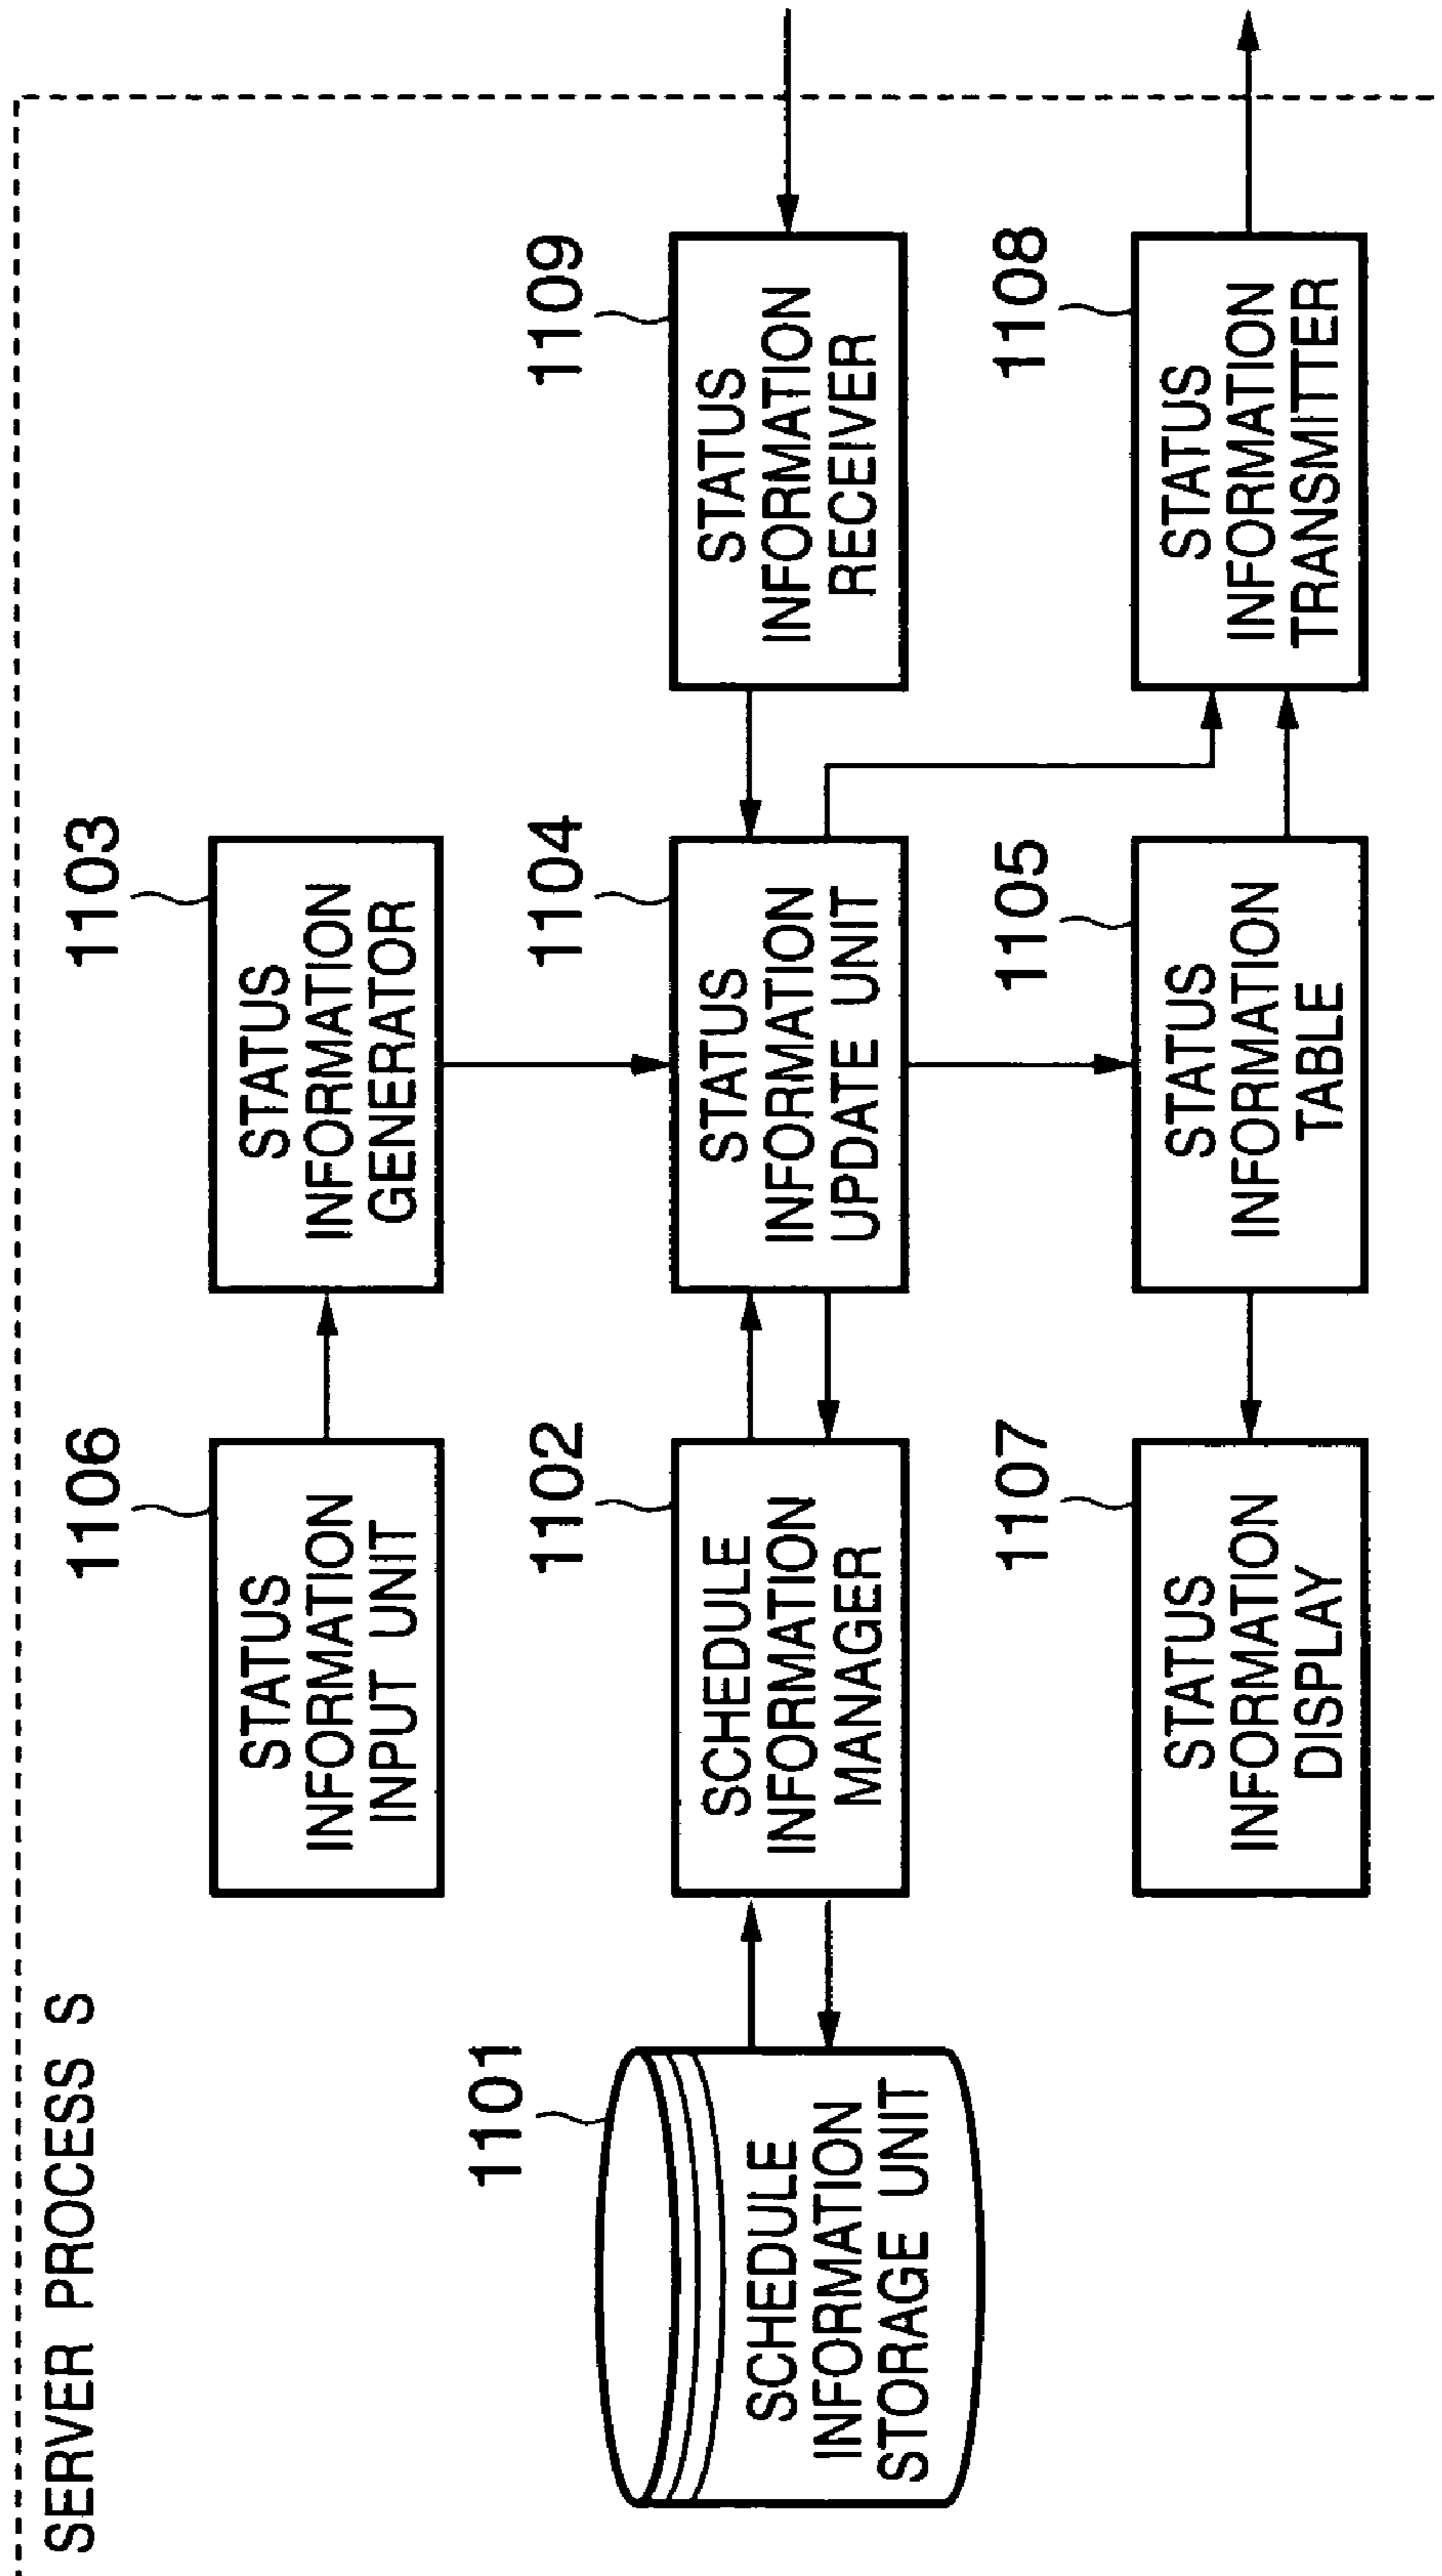 SERVER PROCESS S
1106
STATUS
INFORMATION
INPUT UNIT
1103
STATUS
INFORMATION
GENERATOR
1101
SCHEDULE
INFORMATION
STORAGE UNIT
1102
SCHEDULE
INFORMATION
MANAGER
1104
STATUS
INFORMATION
UPDATE UNIT
1109
STATUS
INFORMATION
RECEIVER
1107
STATUS
INFORMATION
DISPLAY
1105
STATUS
INFORMATION
TABLE
1108
STATUS
INFORMATION
TRANSMITTER